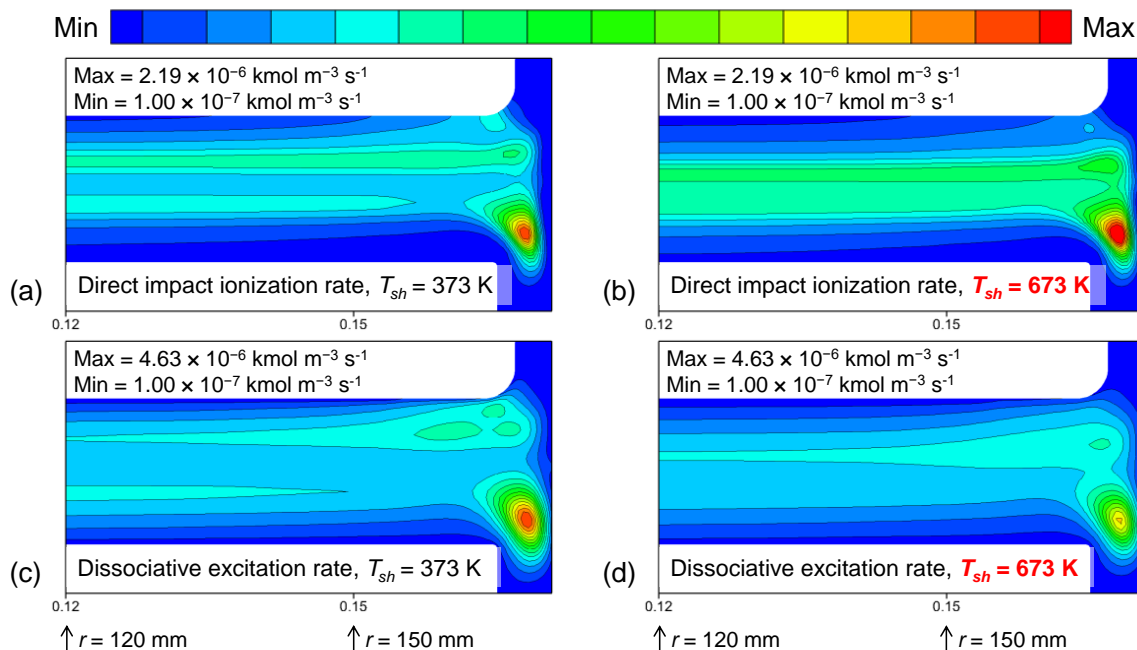 Min Max
Max = 2.19 × 10⁻⁶ kmol m⁻³ s⁻¹
Min = 1.00 × 10⁻⁷ kmol m⁻³ s⁻¹
(a) Direct impact ionization rate, Tsh = 373 K
0.12 0.15
Max = 2.19 × 10⁻⁶ kmol m⁻³ s⁻¹
Min = 1.00 × 10⁻⁷ kmol m⁻³ s⁻¹
(b) Direct impact ionization rate, Tsh = 673 K
0.12 0.15
Max = 4.63 × 10⁻⁶ kmol m⁻³ s⁻¹
Min = 1.00 × 10⁻⁷ kmol m⁻³ s⁻¹
(c) Dissociative excitation rate, Tsh = 373 K
0.12 0.15
↑ r = 120 mm ↑ r = 150 mm
Max = 4.63 × 10⁻⁶ kmol m⁻³ s⁻¹
Min = 1.00 × 10⁻⁷ kmol m⁻³ s⁻¹
(d) Dissociative excitation rate, Tsh = 673 K
0.12 0.15
↑ r = 120 mm ↑ r = 150 mm